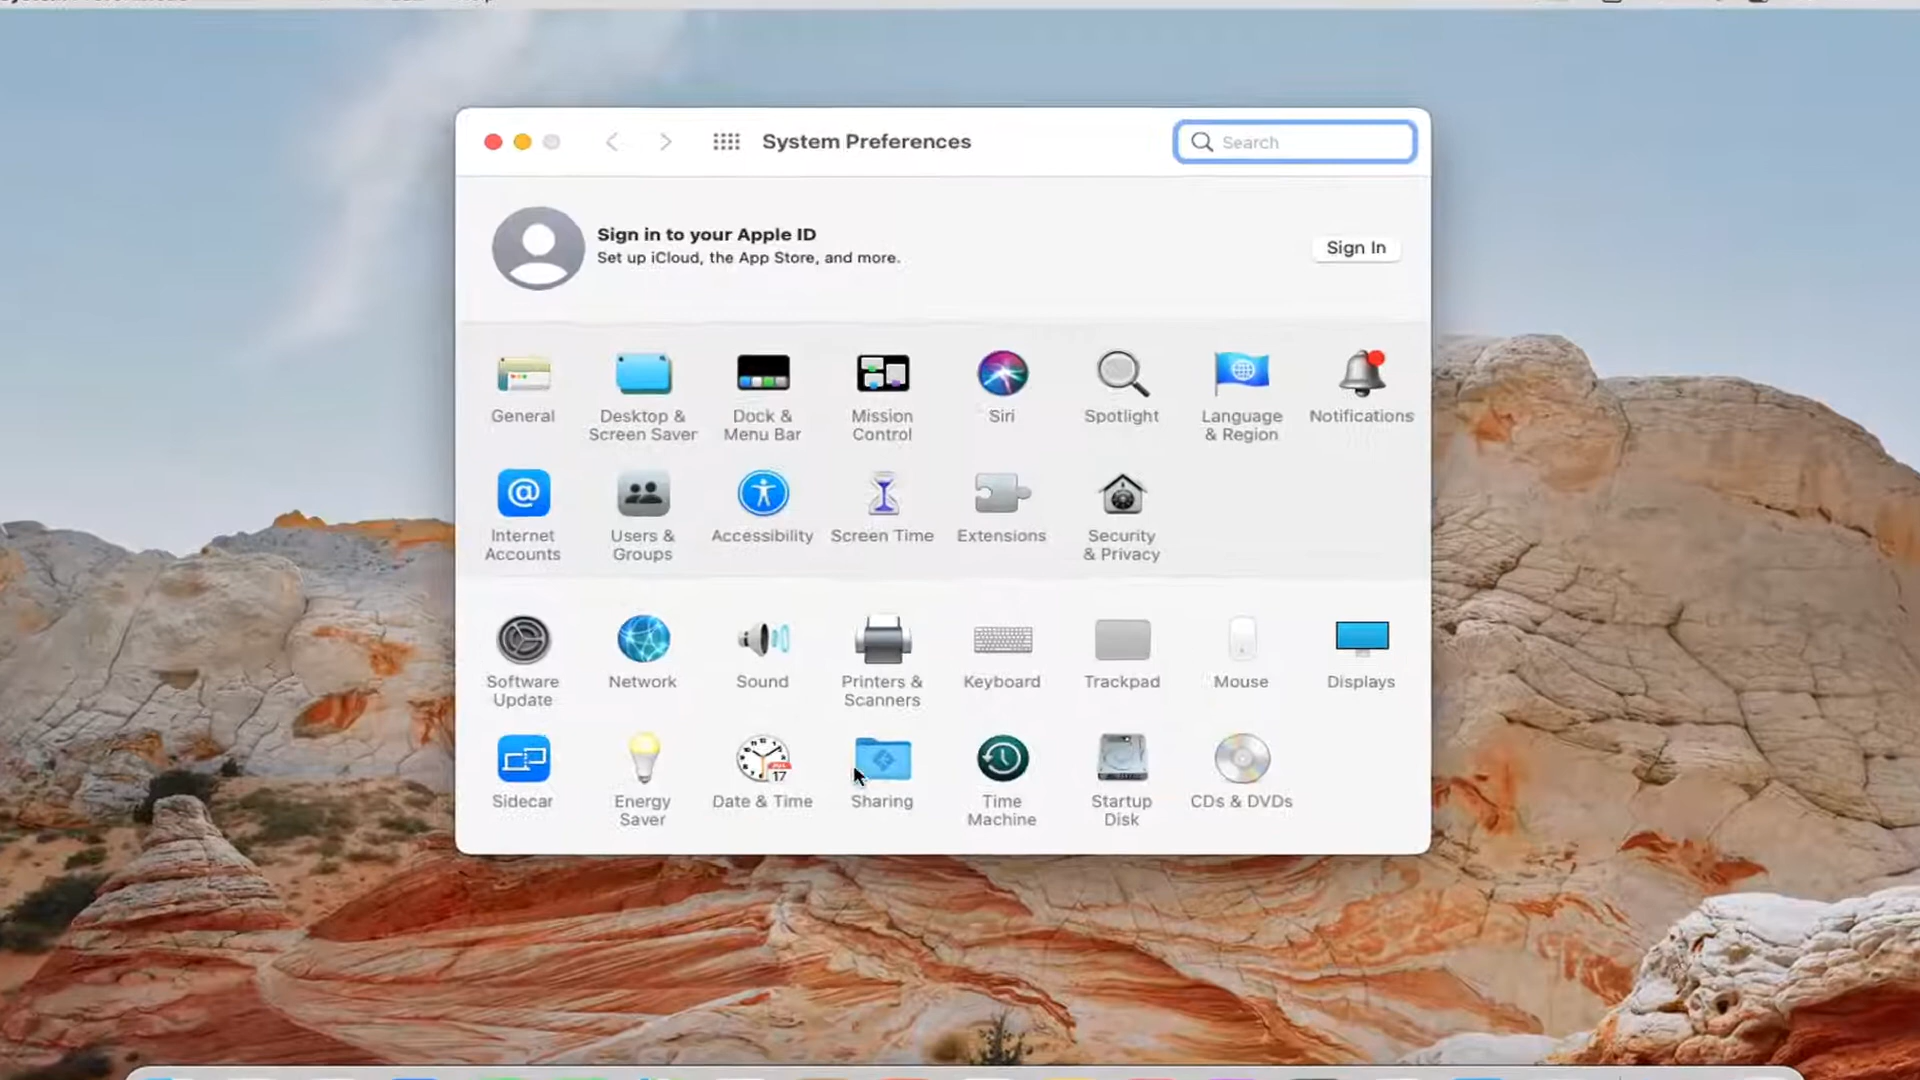 System Preferences
Search
Sign in to your Apple ID
Set up iCloud, the App Store, and more.
Sign In
General
Desktop &
Screen Saver
Dock &
Menu Bar
Mission
Control
Siri
Spotlight
Language
& Region
Notifications
Internet
Accounts
Users &
Groups
Accessibility
Screen Time
Extensions
Security
& Privacy
Software
Update
Network
Sound
Printers &
Scanners
Keyboard
Trackpad
Mouse
Displays
Sidecar
Energy
Saver
JUL
17
Date & Time
Sharing
Time
Machine
Startup
Disk
CDs & DVDs